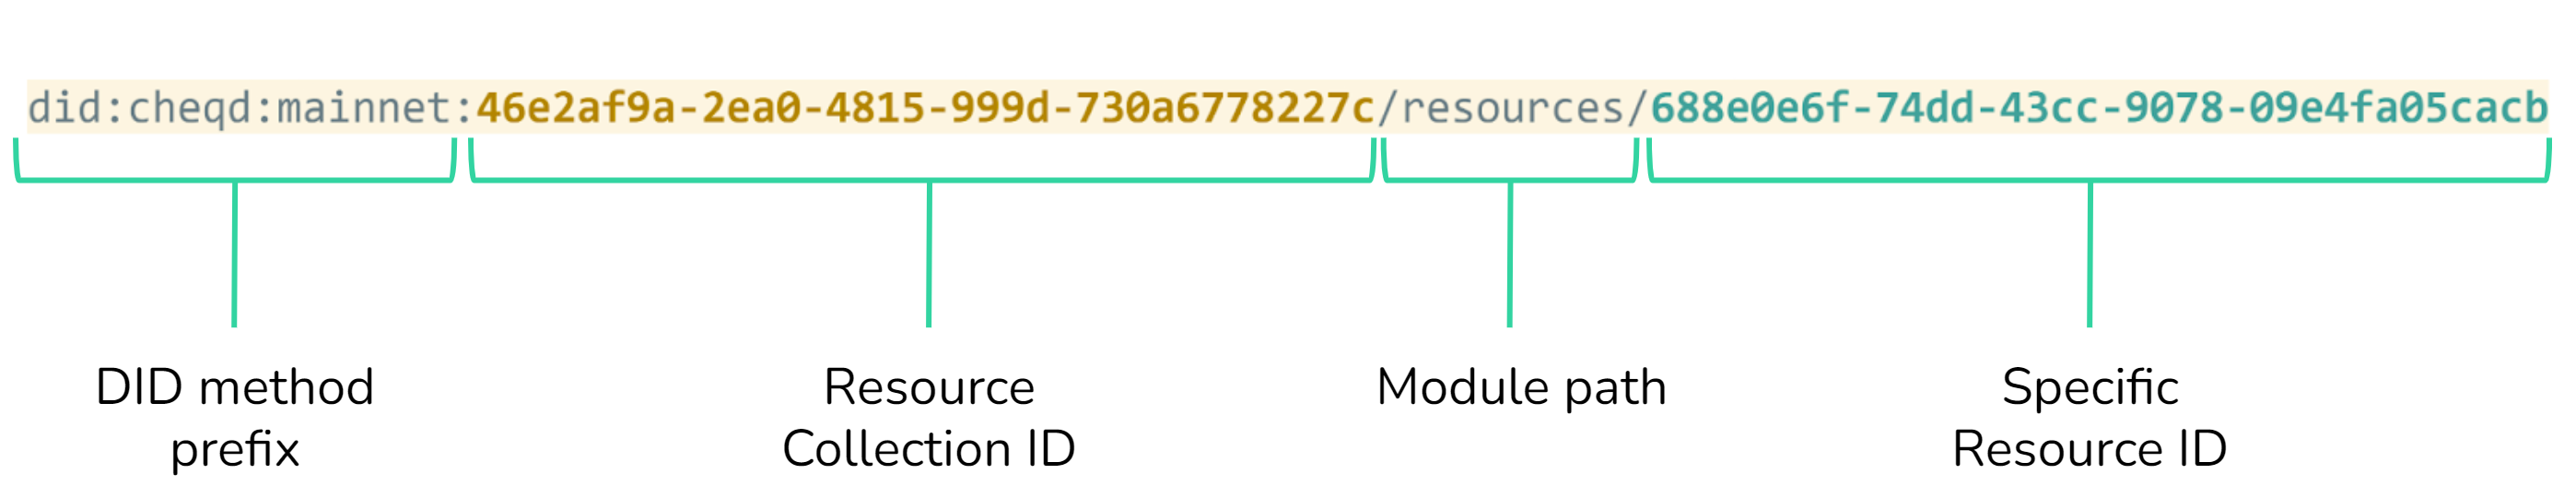 did:cheqd:mainnet:46e2af9a-2ea0-4815-999d-730a6778227c/resources/688e0e6f-74dd-43cc-9078-09e4fa05cacb
DID method
prefix
Resource
Collection ID
Module path
Specific
Resource ID